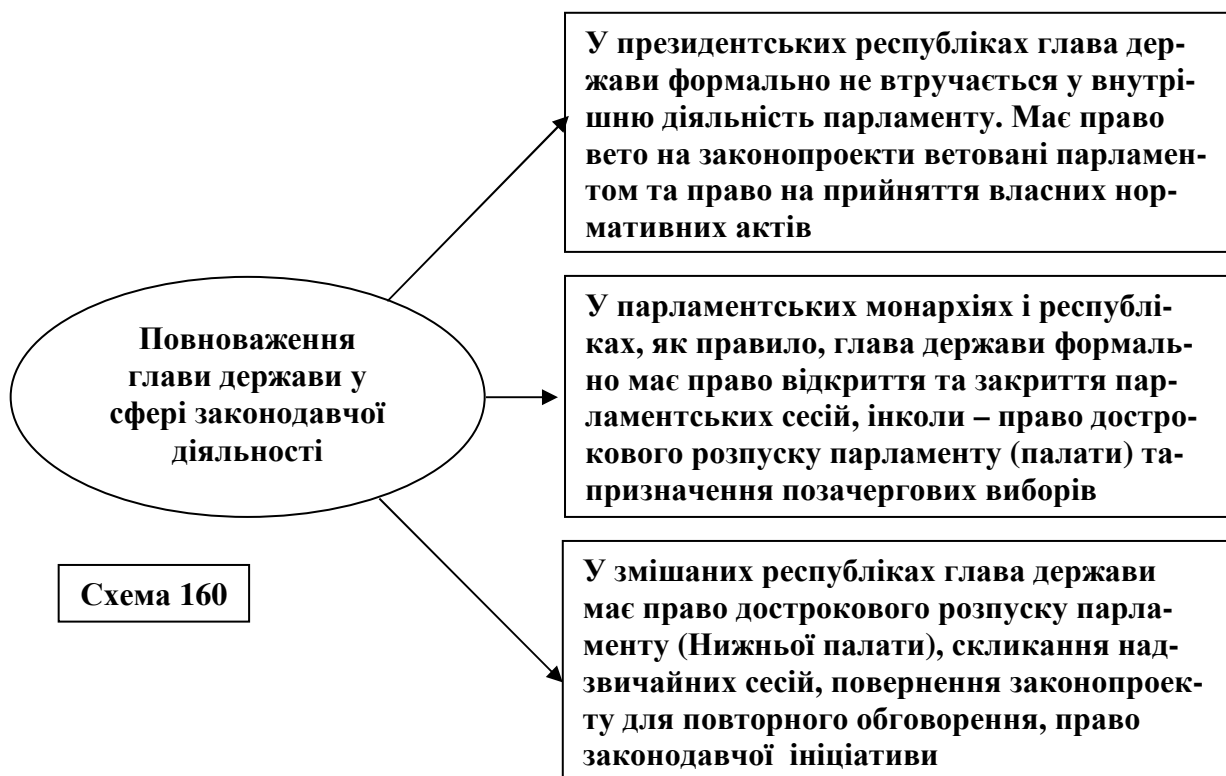 У президентських республіках глава дер-
жави формально не втручається у внутрі-
шню діяльність парламенту. Має право
вето на законопроекти ветовані парламен-
том та право на прийняття власних нор-
мативних актів
Повноваження
глави держави у
сфері законодавчої
діяльності
У парламентських монархіях і республі-
ках, як правило, глава держави формаль-
но має право відкриття та закриття пар-
ламентських сесій, інколи – право достро-
кового розпуску парламенту (палати) та-
призначення позачергових виборів
Схема 160
У змішаних республіках глава держави
має право дострокового розпуску парла-
менту (Нижньої палати), скликання над-
звичайних сесій, повернення законопроек-
ту для повторного обговорення, право
законодавчої ініціативи